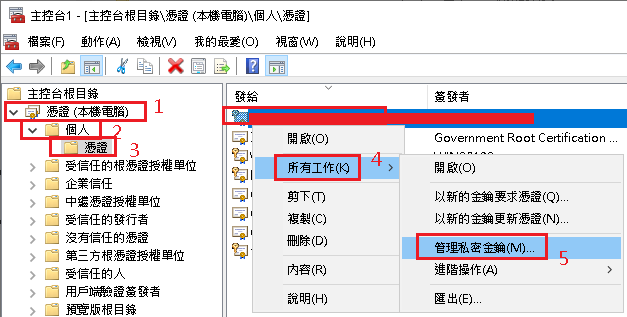 主控台1 - [主控台根目錄\憑證 (本機電腦)\個人\憑證]
檔案(F) 動作(A) 檢視(V) 我的最愛(O) 視窗(W) 說明(H)
主控台根目錄
憑證 (本機電腦) 1
個人 2
憑證 3
受信任的根憑證授權單位
企業信任
中繼憑證授權單位
受信任的發行者
沒有信任的憑證
第三方根憑證授權單位
受信任的人
用戶端驗證簽發者
預覽版根目錄
發給 簽發者
Government Root Certification ...
開啟(O)
所有工作(K) 4
剪下(T)
複製(C)
刪除(D)
內容(R)
說明(H)
開啟(O)
以新的金鑰要求憑證(Q)...
以新的金鑰更新憑證(N)...
管理私密金鑰(M)... 5
進階操作(A)
匯出(E)...